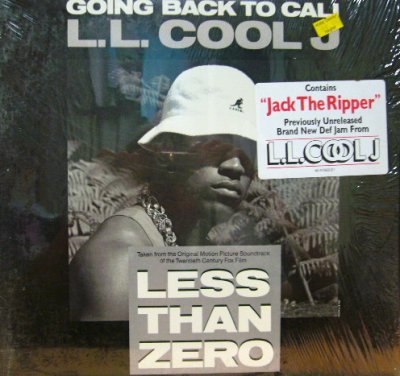 GOING BACK TO CALI
L.L. COOL J
KANGOL
Contains
"Jack The Ripper"
Previously Unreleased
Brand New Def Jam From
L.L.COOL J
Taken from the Original Motion Picture Soundtrack
of the Twentieth Century Fox Film
LESS
THAN
ZERO